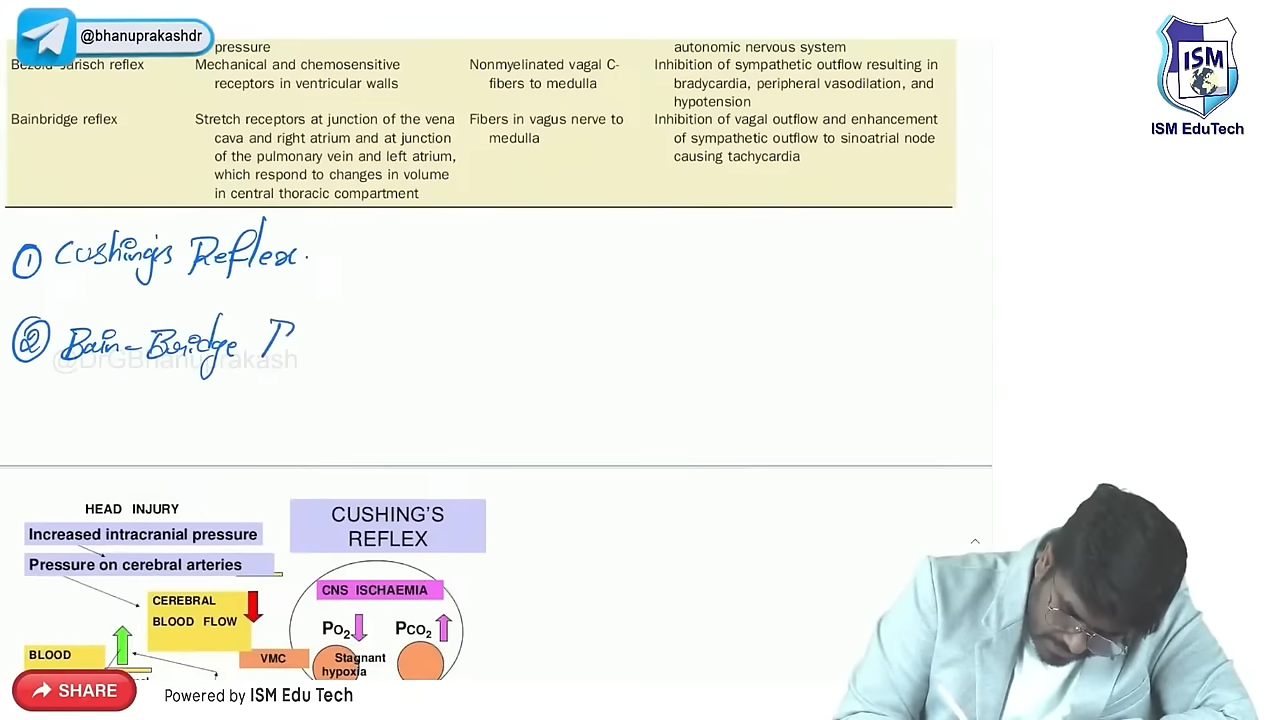 @bhanuprakashdr
pressure
autonomic nervous system
Bezold-Jarisch reflex
Mechanical and chemosensitive
receptors in ventricular walls
Nonmyelinated vagal C-
fibers to medulla
Inhibition of sympathetic outflow resulting in
bradycardia, peripheral vasodilation, and
hypotension
Bainbridge reflex
Stretch receptors at junction of the vena
cava and right atrium and at junction
of the pulmonary vein and left atrium,
which respond to changes in volume
in central thoracic compartment
Fibers in vagus nerve to
medulla
Inhibition of vagal outflow and enhancement
of sympathetic outflow to sinoatrial node
causing tachycardia
ISM
ISM EduTech
① Cushing's Reflex.
② Bain-Bridge
@DrGBhanuprakash
HEAD INJURY
Increased intracranial pressure
Pressure on cerebral arteries
CEREBRAL
BLOOD FLOW
BLOOD
CUSHING'S
REFLEX
CNS ISCHAEMIA
PO2
PCO2
VMC
Stagnant
hypoxia
SHARE
Powered by ISM Edu Tech